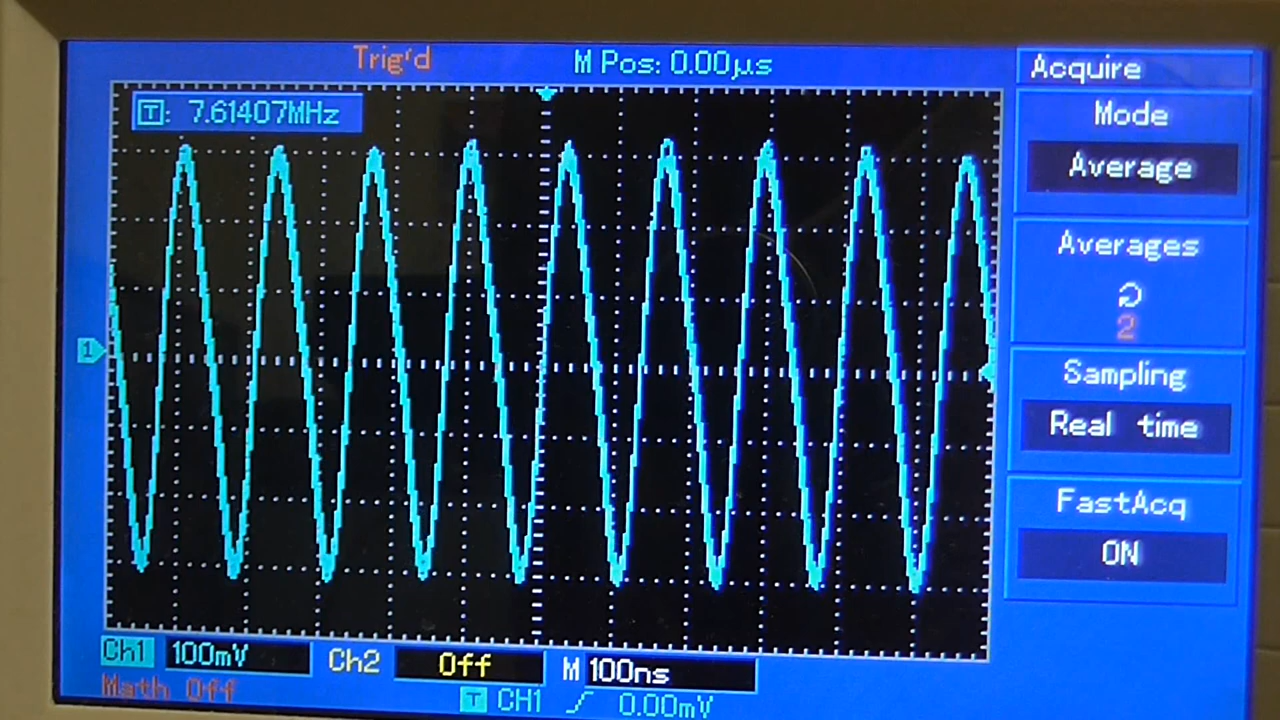 Trig'd
M Pos: 0.00µs
Acquire
T: 7.61407MHz
Mode
Average
Averages
2
Sampling
Real time
FastAcq
ON
1
Ch1 100mV Ch2 Off M 100ns
Math Off T CH1 0.00mV